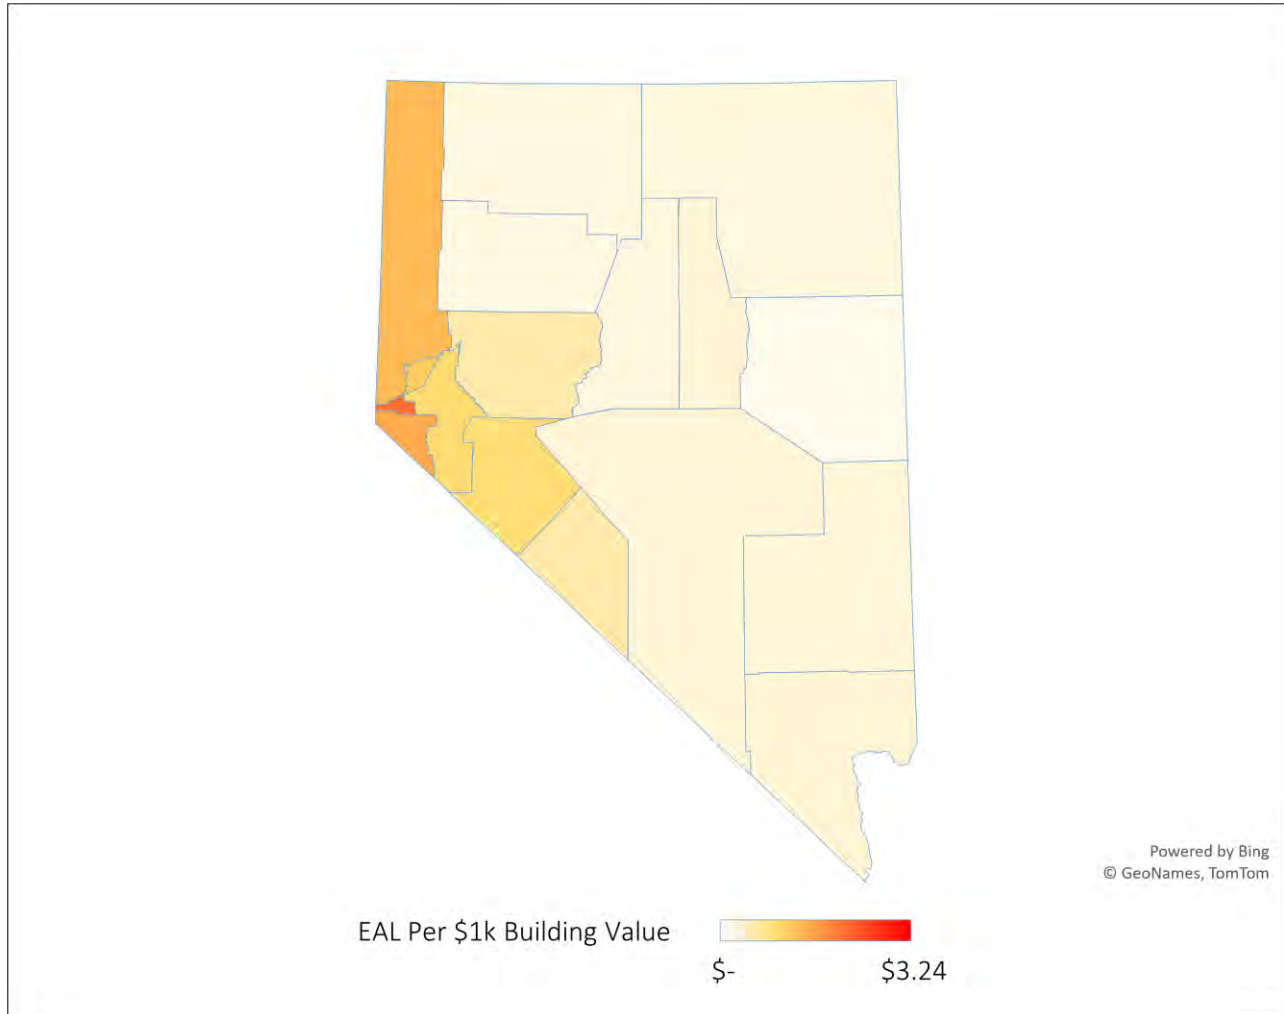 Powered by Bing
© GeoNames, TomTom
EAL Per $1k Building Value
$-
$3.24